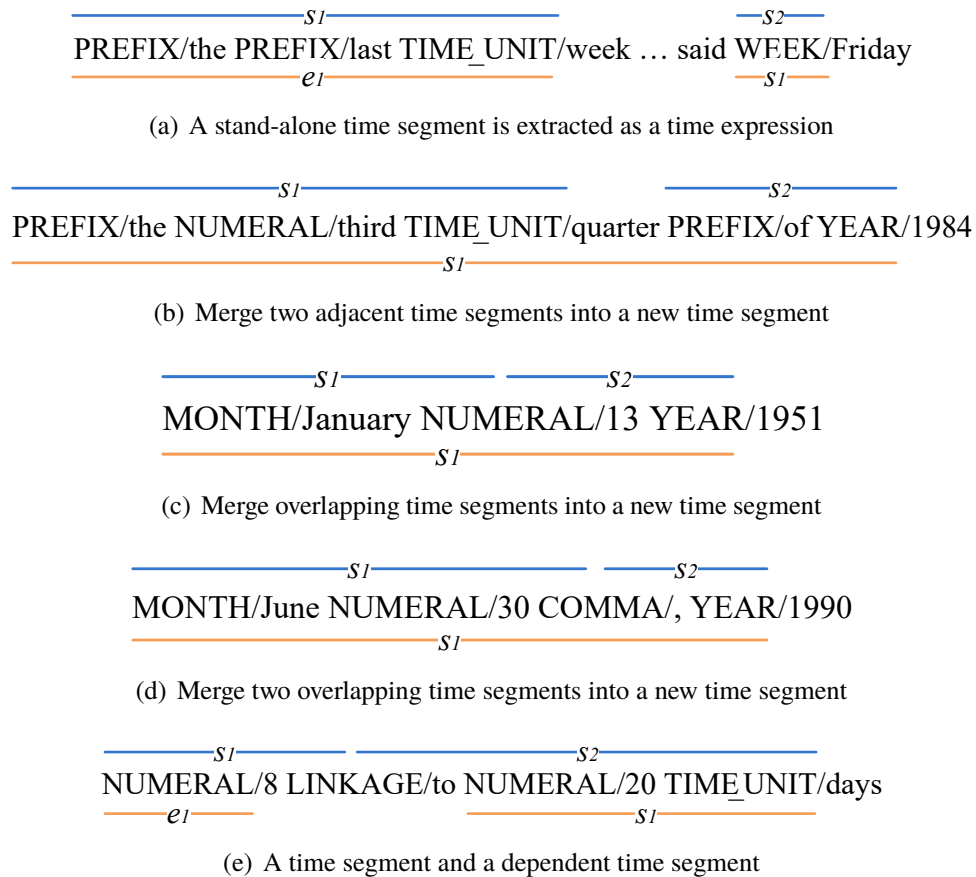 s1 s2
PREFIX/the PREFIX/last TIME_UNIT/week … said WEEK/Friday
e1 s1
(a) A stand-alone time segment is extracted as a time expression
s1 s2
PREFIX/the NUMERAL/third TIME_UNIT/quarter PREFIX/of YEAR/1984
s1
(b) Merge two adjacent time segments into a new time segment
s1 s2
MONTH/January NUMERAL/13 YEAR/1951
s1
(c) Merge overlapping time segments into a new time segment
s1 s2
MONTH/June NUMERAL/30 COMMA/, YEAR/1990
s1
(d) Merge two overlapping time segments into a new time segment
s1 s2
NUMERAL/8 LINKAGE/to NUMERAL/20 TIME_UNIT/days
e1 s1
(e) A time segment and a dependent time segment